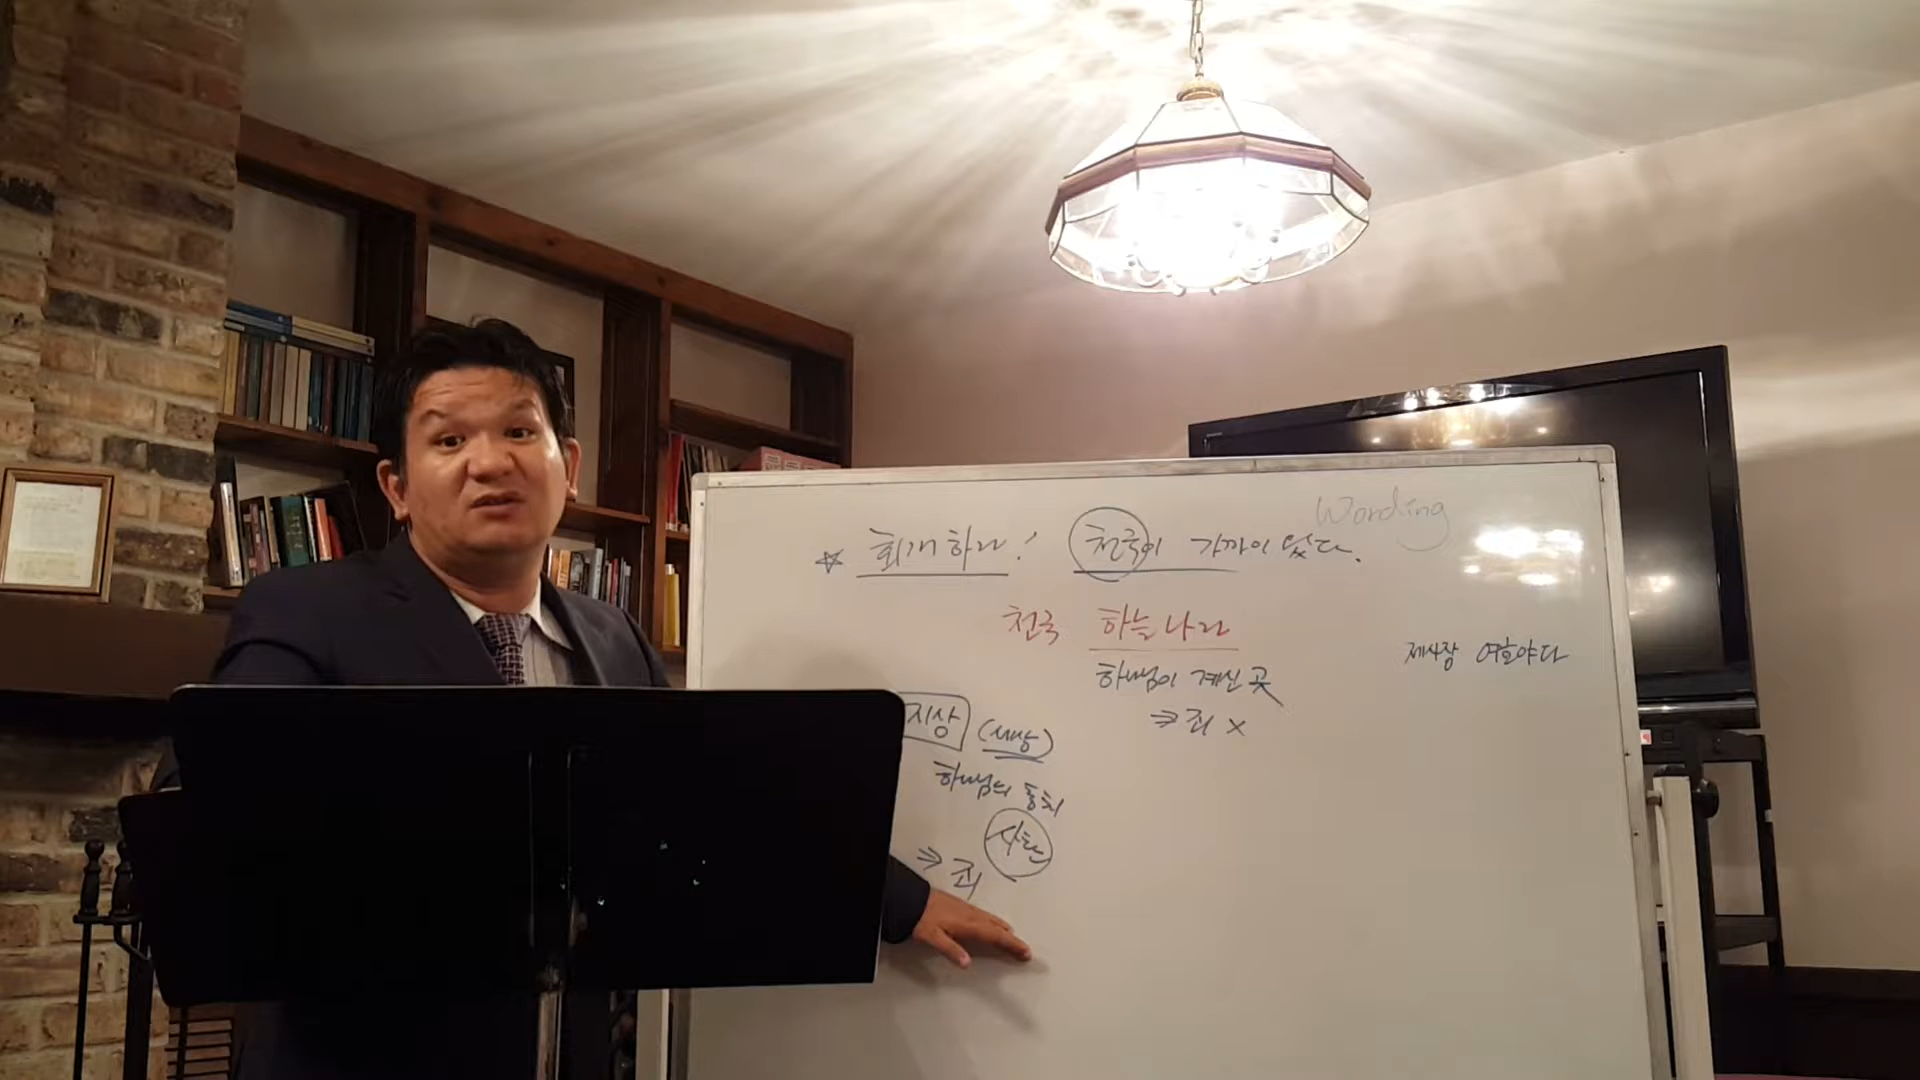 Wording
☆ 회개하라! 천국이 가까이 왔다.
천국 하늘나라
하나님이 계신 곳
⇒ 죄 X
제사장 여호야다
지상 (세상)
하나님의 통치
사탄
⇒ 죄